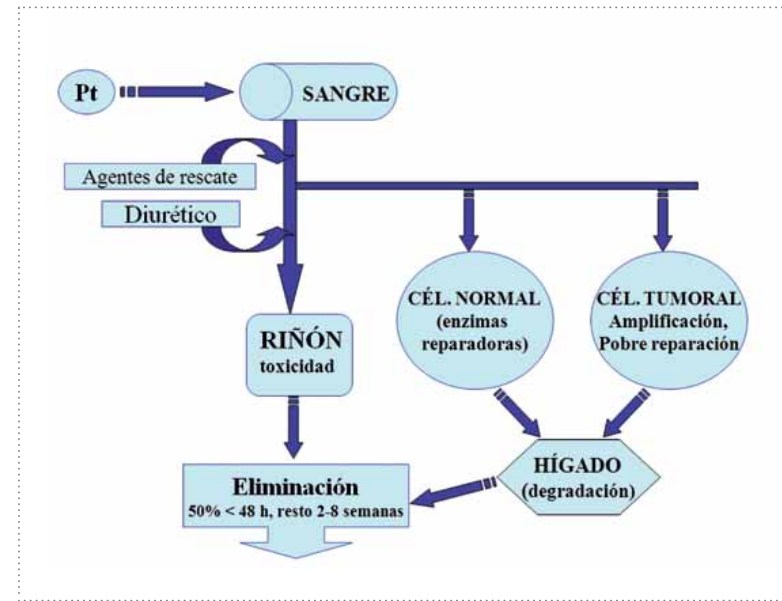 Pt
SANGRE
Agentes de rescate
Diurético
CÉL. NORMAL
(enzimas
reparadoras)
CÉL. TUMORAL
Amplificación,
Pobre reparación
RIÑÓN
toxicidad
HÍGADO
(degradación)
Eliminación
50% < 48 h, resto 2-8 semanas